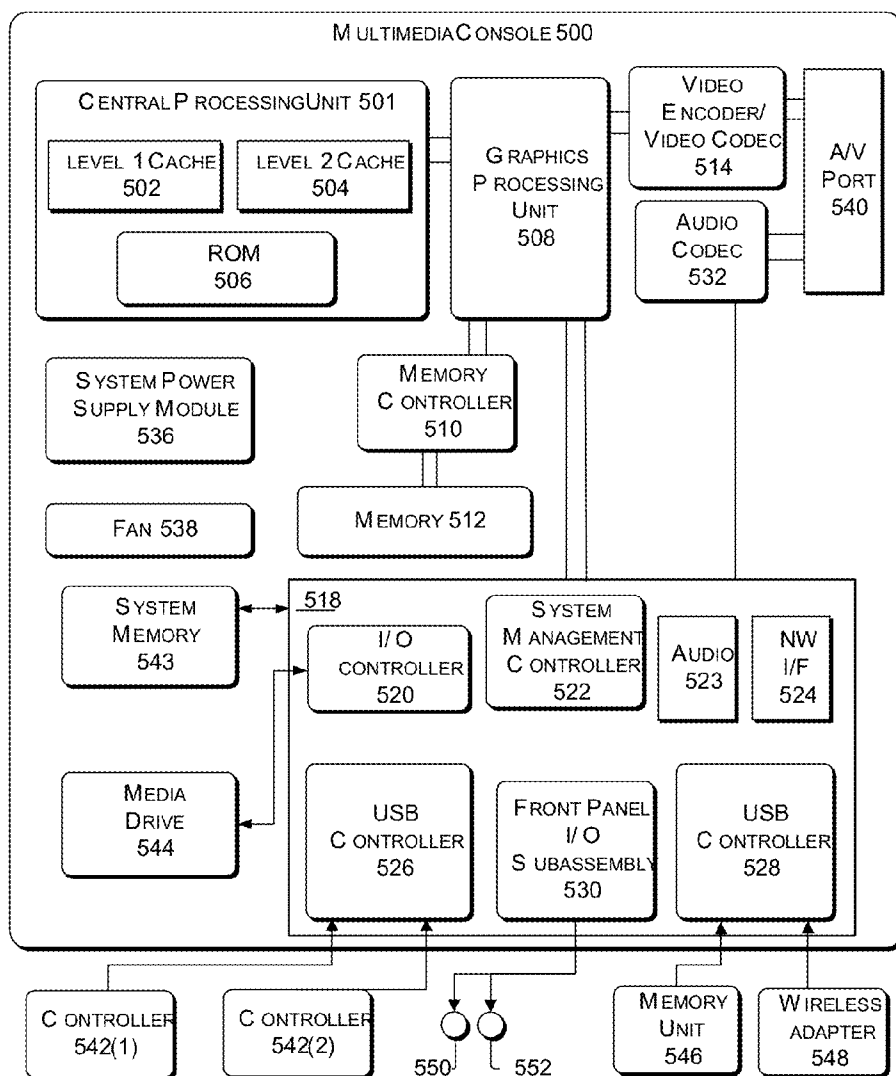 MULTIMEDIA CONSOLE 500
CENTRAL PROCESSING UNIT 501
LEVEL 1 CACHE
502
LEVEL 2 CACHE
504
ROM
506
GRAPHICS
PROCESSING
UNIT
508
VIDEO
ENCODER/
VIDEO CODEC
514
A/V
PORT
540
AUDIO
CODEC
532
SYSTEM POWER
SUPPLY MODULE
536
MEMORY
CONTROLLER
510
MEMORY 512
FAN 538
SYSTEM
MEMORY
543
518
I/O
CONTROLLER
520
SYSTEM
MANAGEMENT
CONTROLLER
522
AUDIO
523
NW
I/F
524
MEDIA
DRIVE
544
USB
CONTROLLER
526
FRONT PANEL
I/O
SUBASSEMBLY
530
USB
CONTROLLER
528
CONTROLLER
542(1)
CONTROLLER
542(2)
550
552
MEMORY
UNIT
546
WIRELESS
ADAPTER
548